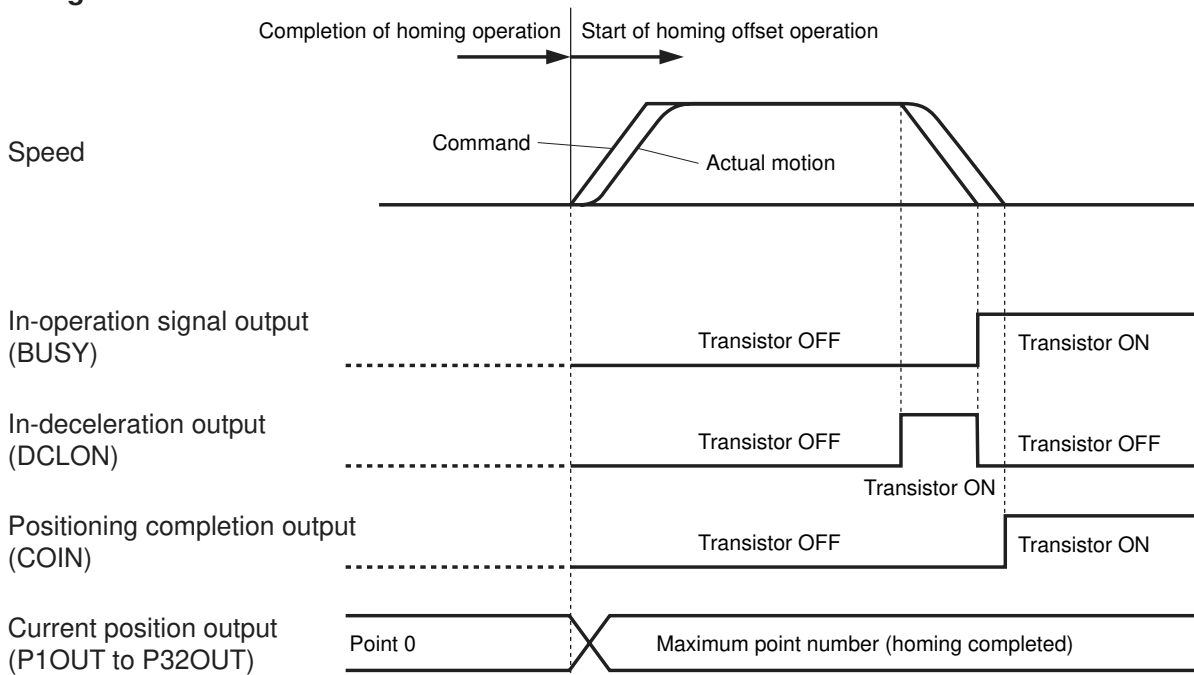 Completion of homing operation
Start of homing offset operation
Speed
Command
Actual motion
In-operation signal output
(BUSY)
Transistor OFF
Transistor ON
In-deceleration output
(DCLON)
Transistor OFF
Transistor ON
Transistor OFF
Positioning completion output
(COIN)
Transistor OFF
Transistor ON
Current position output
(P1OUT to P32OUT)
Point 0
Maximum point number (homing completed)